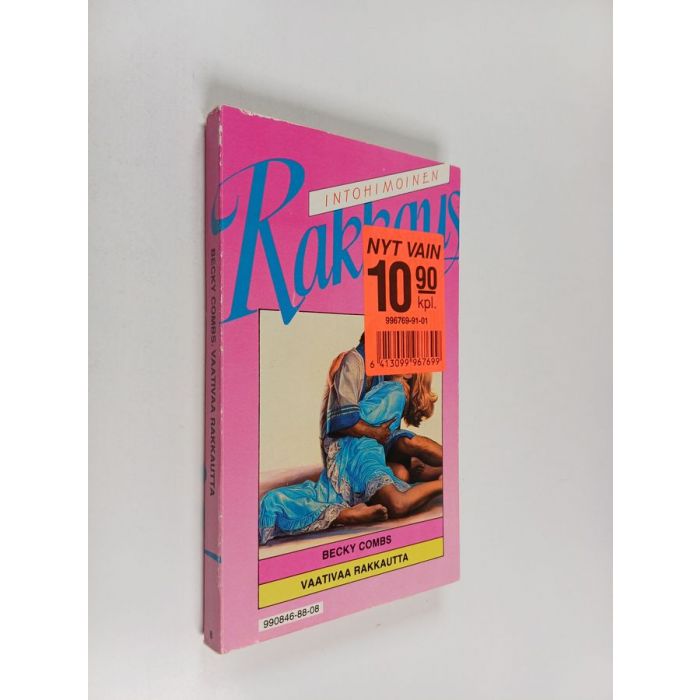 INTOHIMOINEN
Rakkaus
NYT VAIN
10 90
kpl.
996769-91-01
6 413099 967699
BECKY COMBS
VAATIVAA RAKKAUTTA
990846-88-08
BECKY COMBS: VAATIVAA RAKKAUTTA
8